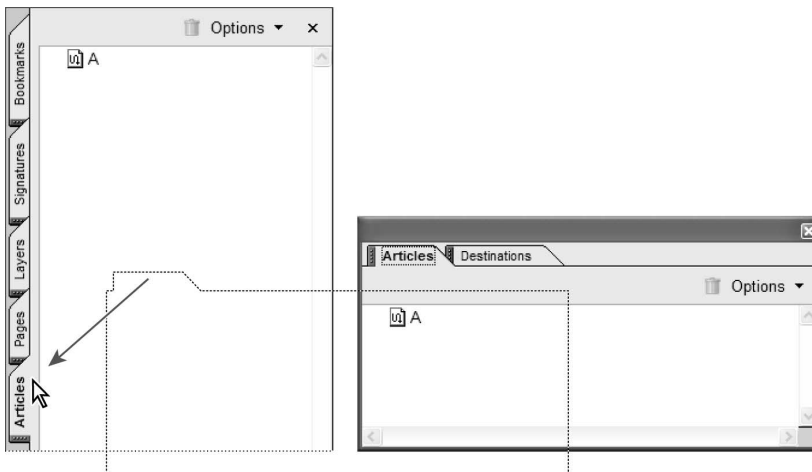 Options
A
Bookmarks
Signatures
Layers
Pages
Articles
Articles Destinations
Options
A